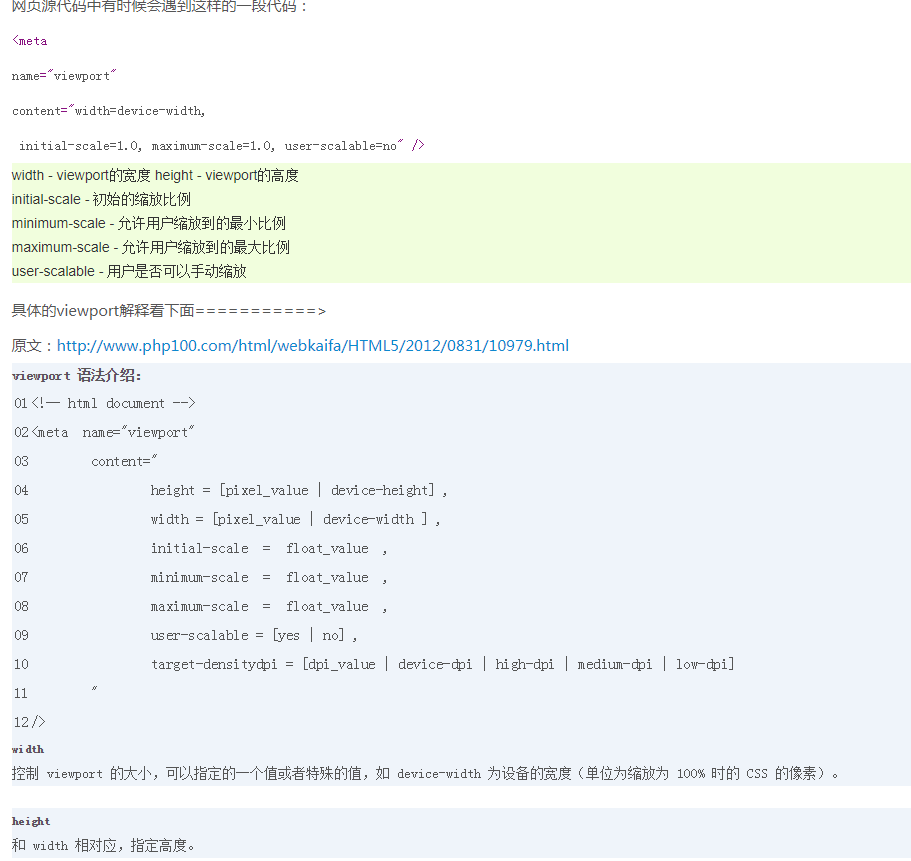 网页源代码中有时候会遇到这样的一段代码：
<meta
name="viewport"
content="width=device-width,
initial-scale=1.0, maximum-scale=1.0, user-scalable=no" />
width - viewport的宽度 height - viewport的高度
initial-scale - 初始的缩放比例
minimum-scale - 允许用户缩放到的最小比例
maximum-scale - 允许用户缩放到的最大比例
user-scalable - 用户是否可以手动缩放
具体的viewport解释看下面===========>
原文：http://www.php100.com/html/webkaifa/HTML5/2012/0831/10979.html
viewport 语法介绍：
01<!-- html document -->
02<meta name="viewport"
03 content="
04 height = [pixel_value | device-height] ,
05 width = [pixel_value | device-width ] ,
06 initial-scale = float_value ,
07 minimum-scale = float_value ,
08 maximum-scale = float_value ,
09 user-scalable = [yes | no] ,
10 target-densitydpi = [dpi_value | device-dpi | high-dpi | medium-dpi | low-dpi]
11 "
12/>
width
控制 viewport 的大小，可以指定的一个值或者特殊的值，如 device-width 为设备的宽度（单位为缩放为 100% 时的 CSS 的像素）。
height
和 width 相对应，指定高度。